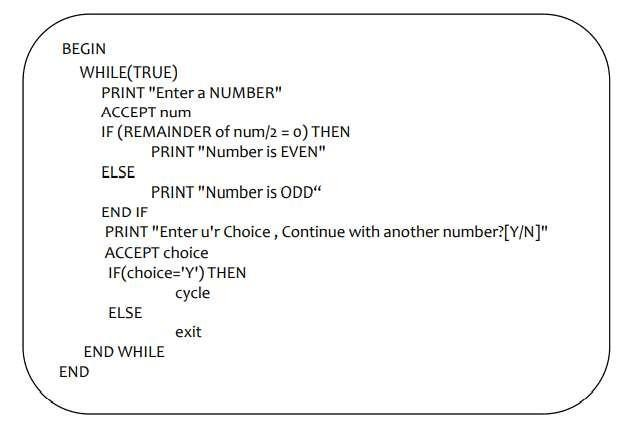 BEGIN
WHILE(TRUE)
PRINT "Enter a NUMBER"
ACCEPT num
IF (REMAINDER of num/2 = 0) THEN
PRINT "Number is EVEN"
ELSE
PRINT "Number is ODD“
END IF
PRINT "Enter u'r Choice , Continue with another number?[Y/N]"
ACCEPT choice
IF(choice='Y') THEN
cycle
ELSE
exit
END WHILE
END